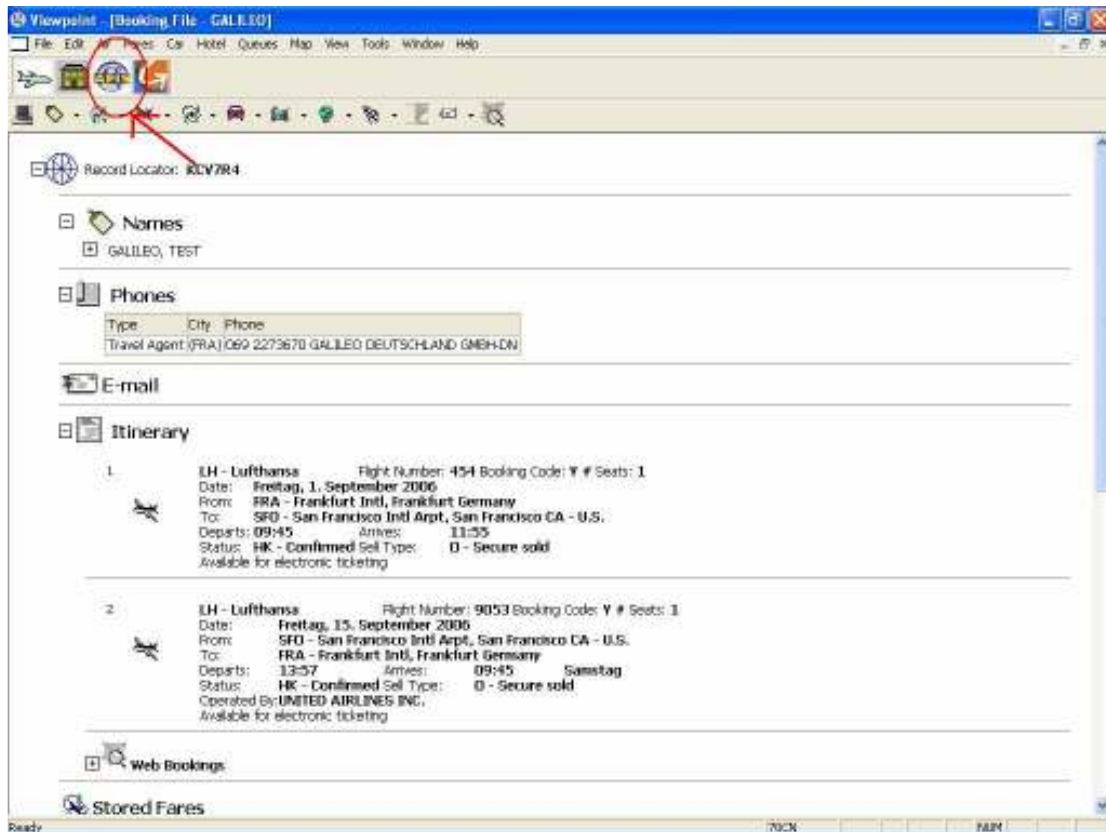 Viewpoint - [Booking File - GALILEO]
File Edit Fares Car Hotel Queues Map View Tools Window Help
Record Locator: KCV7R4
Names
GALILEO, TEST
Phones
Type City Phone
Travel Agent (FRA) 069 2273670 GALILEO DEUTSCHLAND GMBH-DN
E-mail
Itinerary
1 LH - Lufthansa Flight Number: 454 Booking Code: Y # Seats: 1
Date: Freitag, 1. September 2006
From: FRA - Frankfurt Intl, Frankfurt Germany
To: SFO - San Francisco Intl Arpt, San Francisco CA - U.S.
Departs: 09:45 Arrives: 11:55
Status: HK - Confirmed Sell Type: O - Secure sold
Available for electronic ticketing
2 LH - Lufthansa Flight Number: 9053 Booking Code: Y # Seats: 1
Date: Freitag, 15. September 2006
From: SFO - San Francisco Intl Arpt, San Francisco CA - U.S.
To: FRA - Frankfurt Intl, Frankfurt Germany
Departs: 13:57 Arrives: 09:45 Samstag
Status: HK - Confirmed Sell Type: O - Secure sold
Operated By: UNITED AIRLINES INC.
Available for electronic ticketing
Web Bookings
Stored Fares
Ready NUM